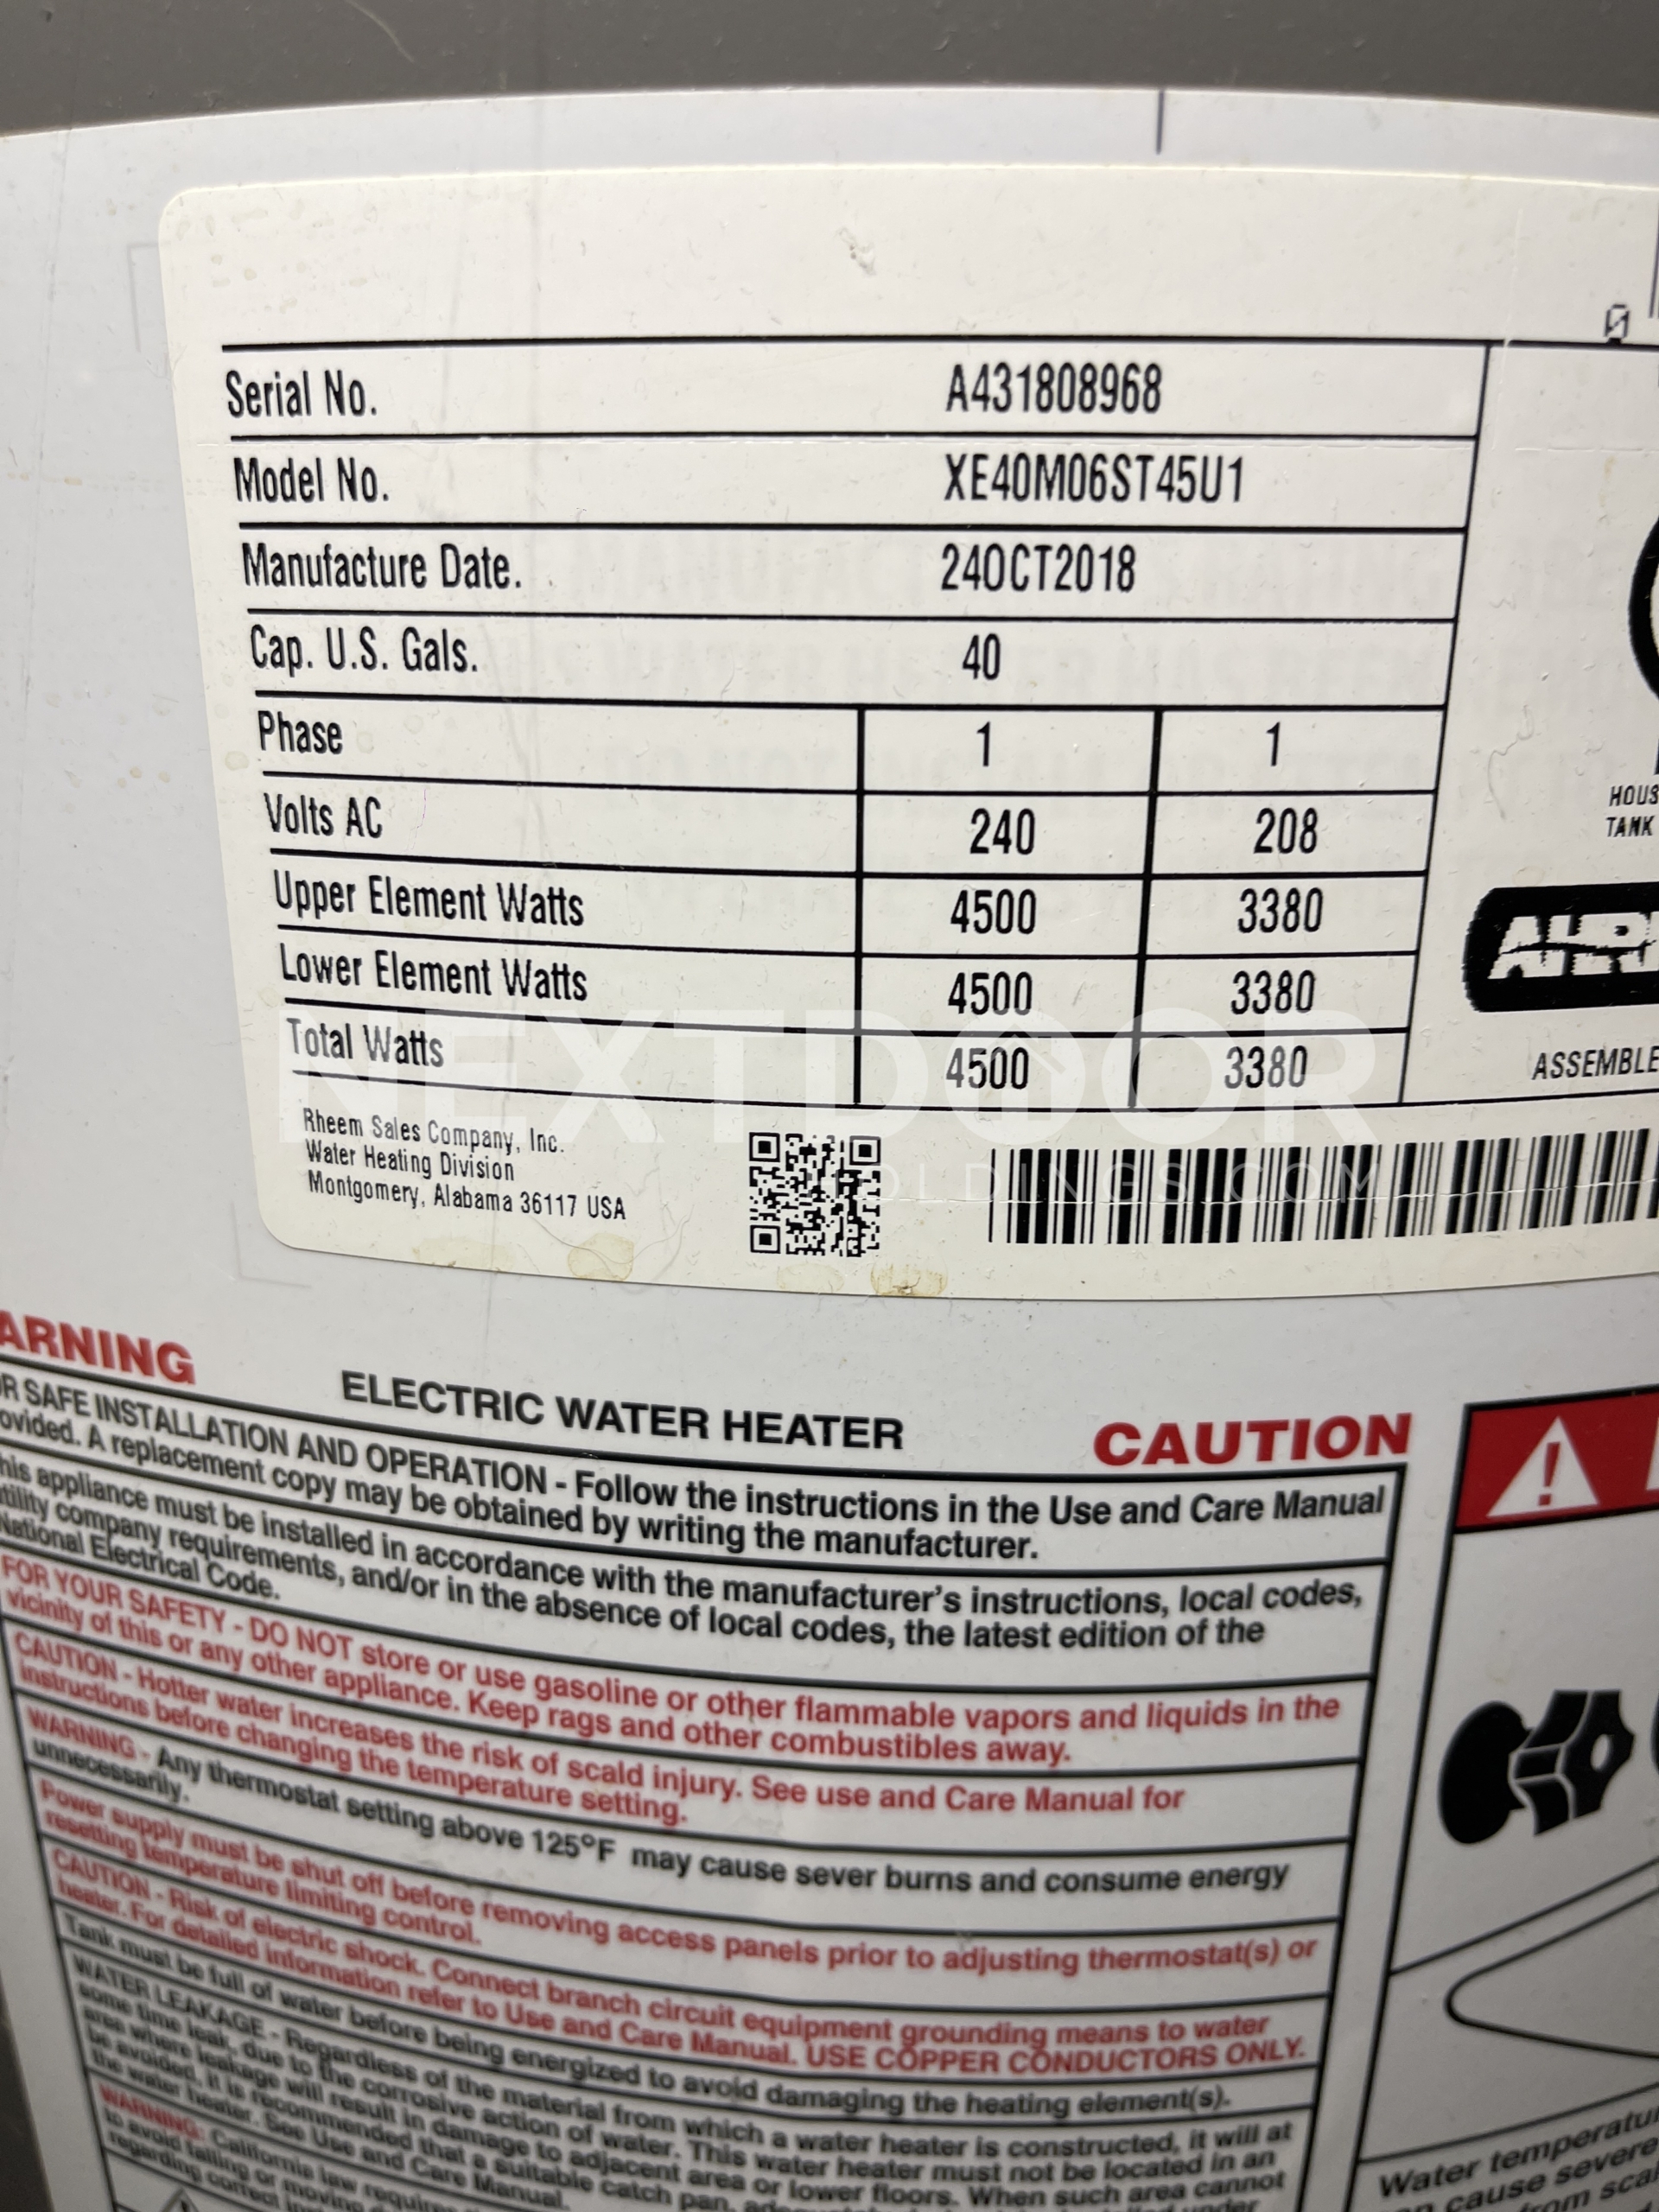 Serial No. A431808968
Model No. XE40M06ST45U1
Manufacture Date. 24OCT2018
Cap. U.S. Gals. 40
Phase 1 1
Volts AC 240 208
Upper Element Watts 4500 3380
Lower Element Watts 4500 3380
Total Watts 4500 3380
HOUS
TANK
ASSEMBLE
Rheem Sales Company, Inc.
Water Heating Division
Montgomery, Alabama 36117 USA
NEXTDOOR
HOLDINGS.COM
ARNING
ELECTRIC WATER HEATER
CAUTION
OR SAFE INSTALLATION AND OPERATION - Follow the instructions in the Use and Care Manual
ovided. A replacement copy may be obtained by writing the manufacturer.
his appliance must be installed in accordance with the manufacturer's instructions, local codes,
tility company requirements, and/or in the absence of local codes, the latest edition of the
National Electrical Code.
FOR YOUR SAFETY - DO NOT store or use gasoline or other flammable vapors and liquids in the
vicinity of this or any other appliance. Keep rags and other combustibles away.
CAUTION - Hotter water increases the risk of scald injury. See use and Care Manual for
instructions before changing the temperature setting.
WARNING - Any thermostat setting above 125°F may cause sever burns and consume energy
unnecessarily.
Power supply must be shut off before removing access panels prior to adjusting thermostat(s) or
resetting temperature limiting control.
CAUTION - Risk of electric shock. Connect branch circuit equipment grounding means to water
heater. For detailed information refer to Use and Care Manual. USE COPPER CONDUCTORS ONLY.
Tank must be full of water before being energized to avoid damaging the heating element(s).
WATER LEAKAGE - Regardless of the material from which a water heater is constructed, it will at
some time leak, due to the corrosive action of water. This water heater must not be located in an
area where leakage will result in damage to adjacent area or lower floors. When such area cannot
be avoided, it is recommended that a suitable catch pan,
the water heater. See Use and Care Manual.
WARNING: California law requires
to avoid falling or moving
regarding correct
Water temperatu
cause severe
from scal